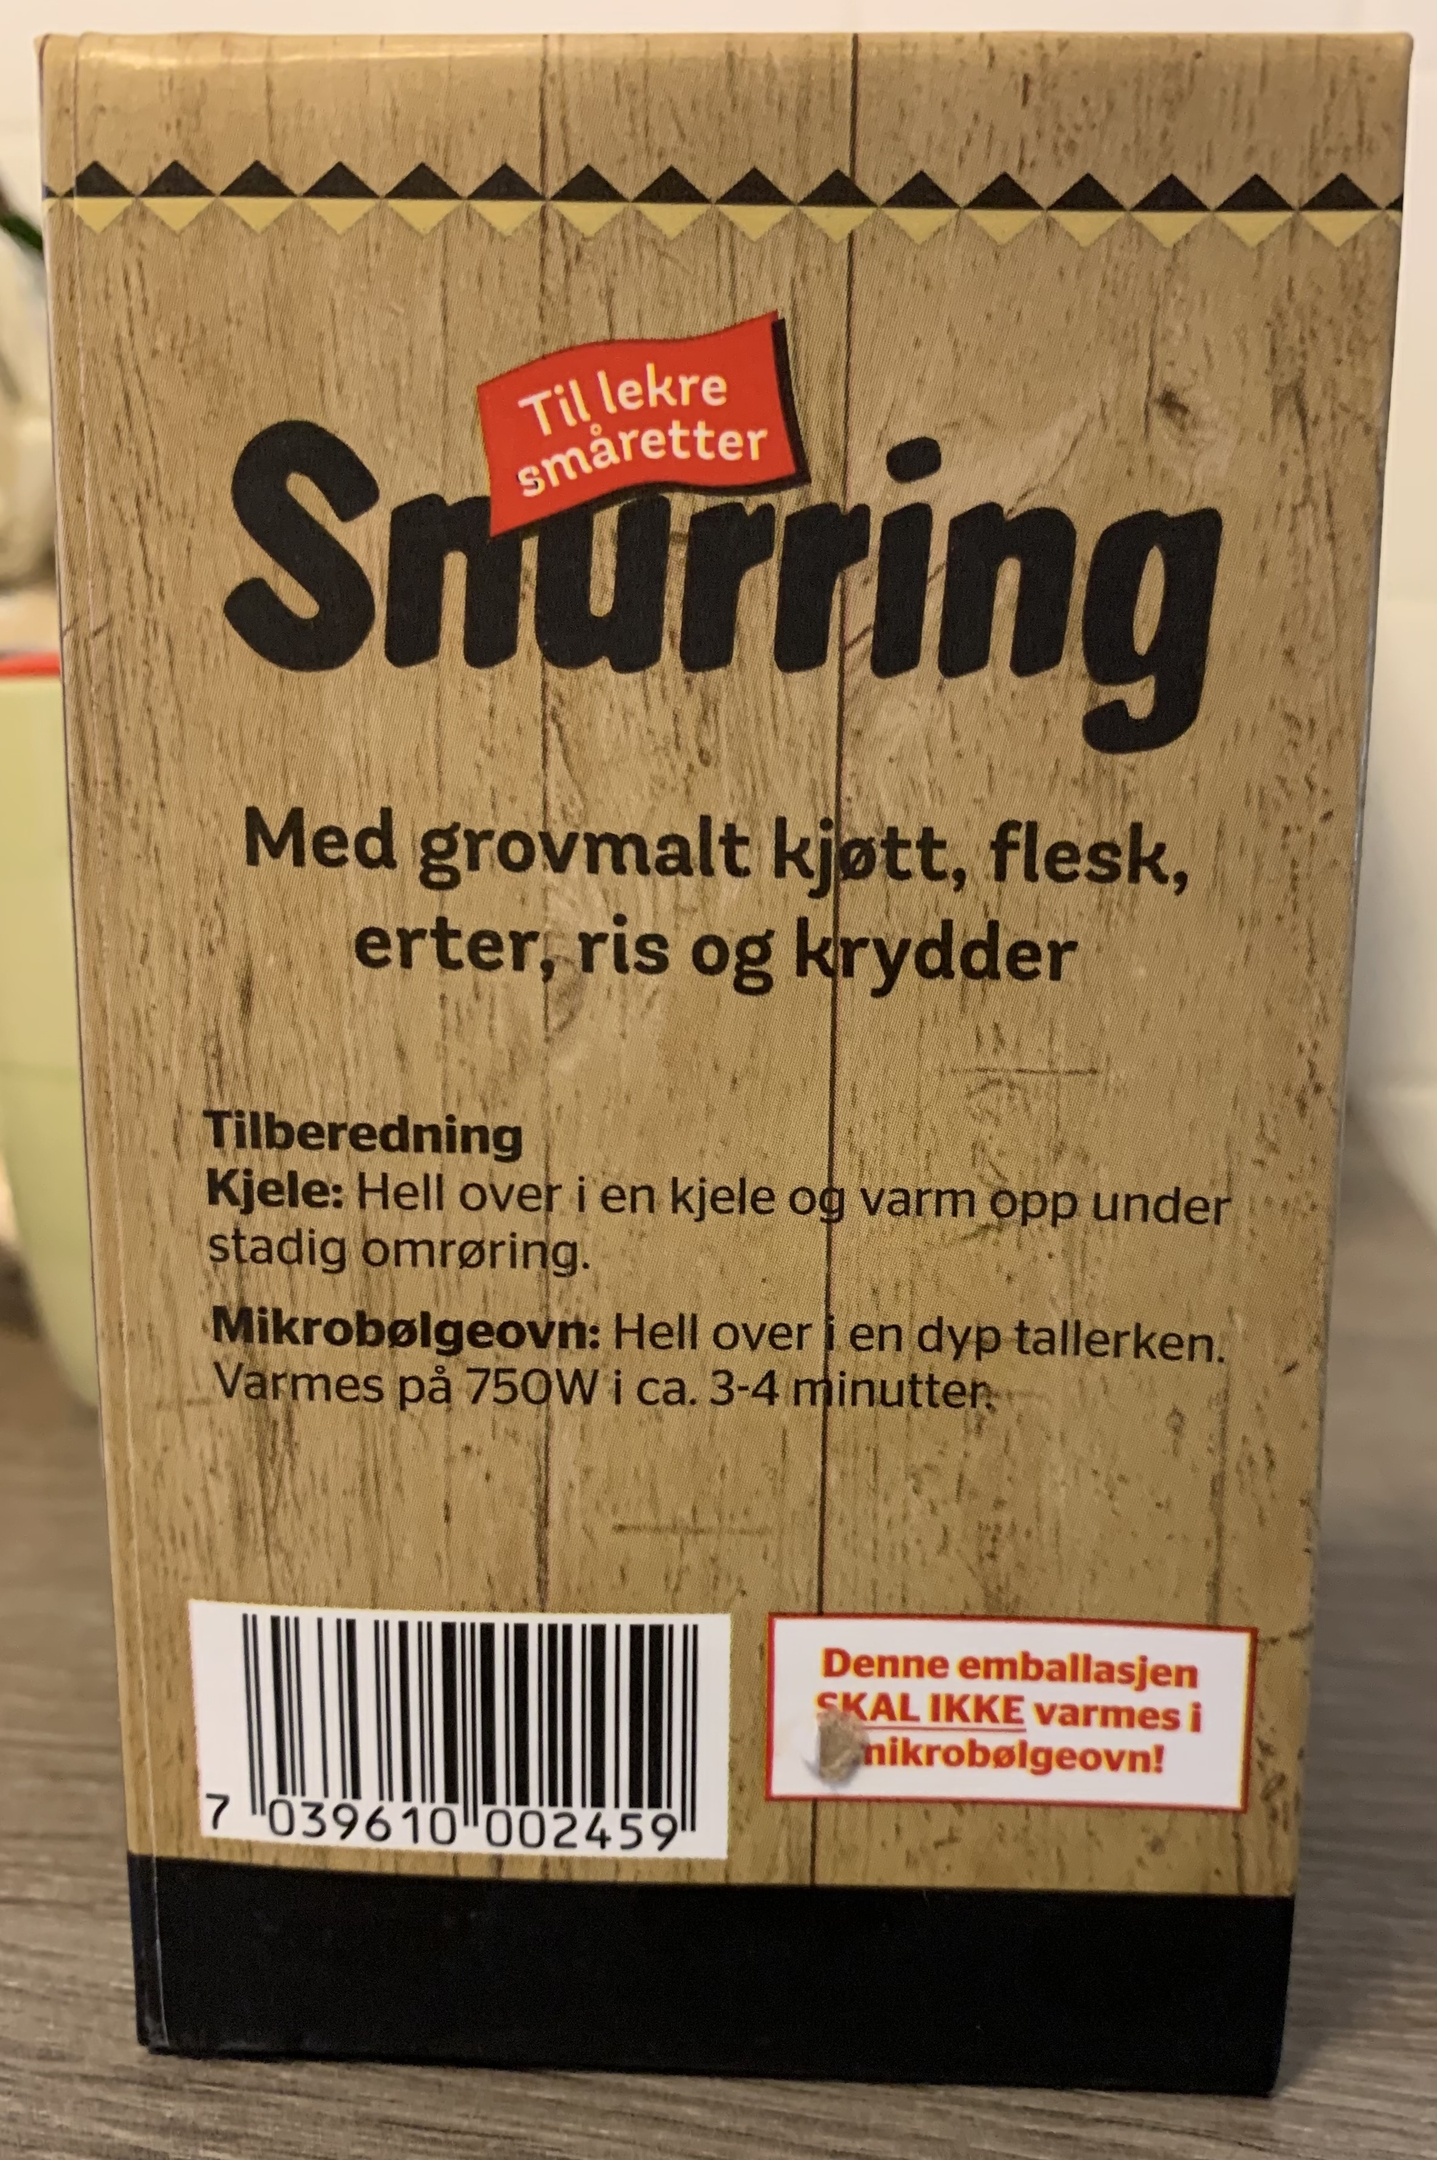 Til lekre
småretter
Snurring
Med grovmalt kjøtt, flesk,
erter, ris og krydder
Tilberedning
Kjele: Hell over i en kjele og varm opp under
stadig omrøring.
Mikrobølgeovn: Hell over i en dyp tallerken.
Varmes på 750W i ca. 3-4 minutter.
7 039610 002459
Denne emballasjen
SKAL IKKE varmes i
mikrobølgeovn!